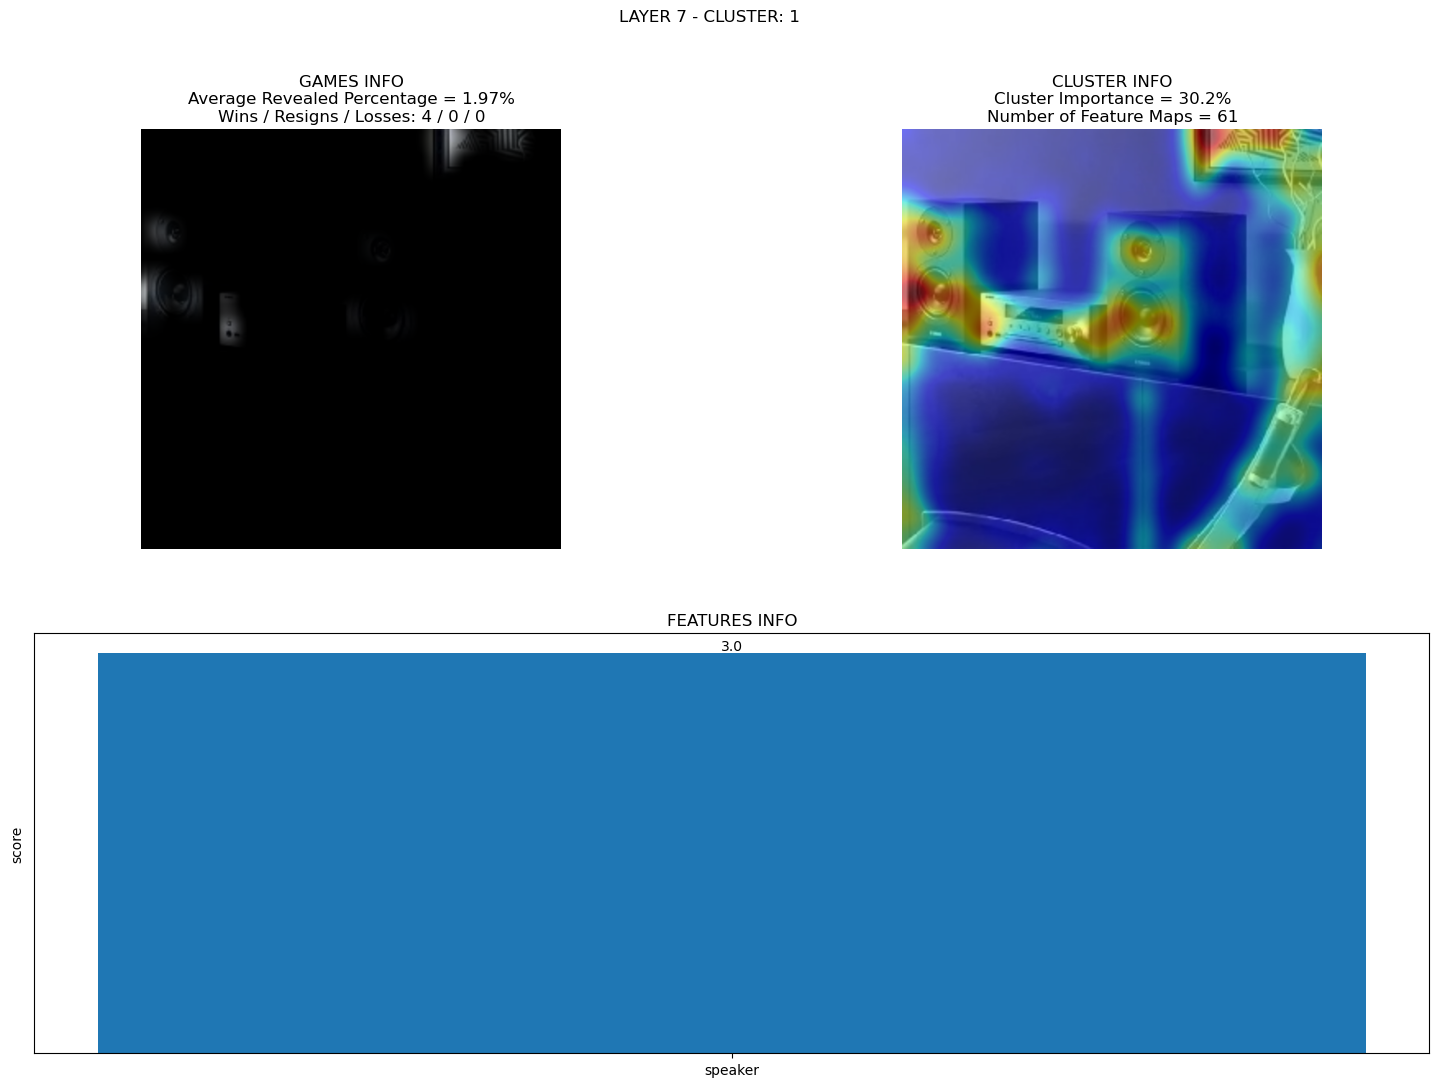 LAYER 7 - CLUSTER: 1
GAMES INFO
Average Revealed Percentage = 1.97%
Wins / Resigns / Losses: 4 / 0 / 0
CLUSTER INFO
Cluster Importance = 30.2%
Number of Feature Maps = 61
FEATURES INFO
3.0
score
speaker